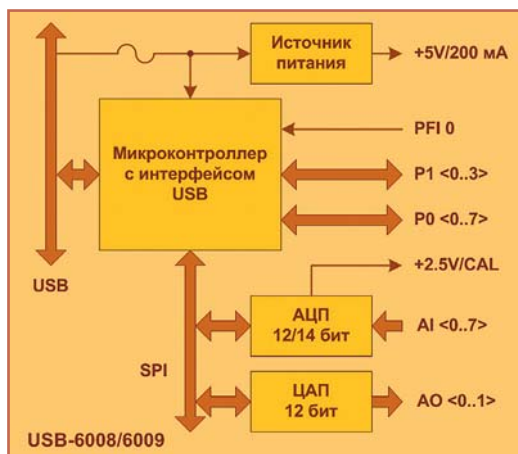 Источник
питания
+5V/200 мА
PFI 0
Микроконтроллер
с интерфейсом
USB
P1 <0..3>
P0 <0..7>
+2.5V/CAL
USB
АЦП
12/14 бит
AI <0..7>
SPI
ЦАП
12 бит
AO <0..1>
USB-6008/6009